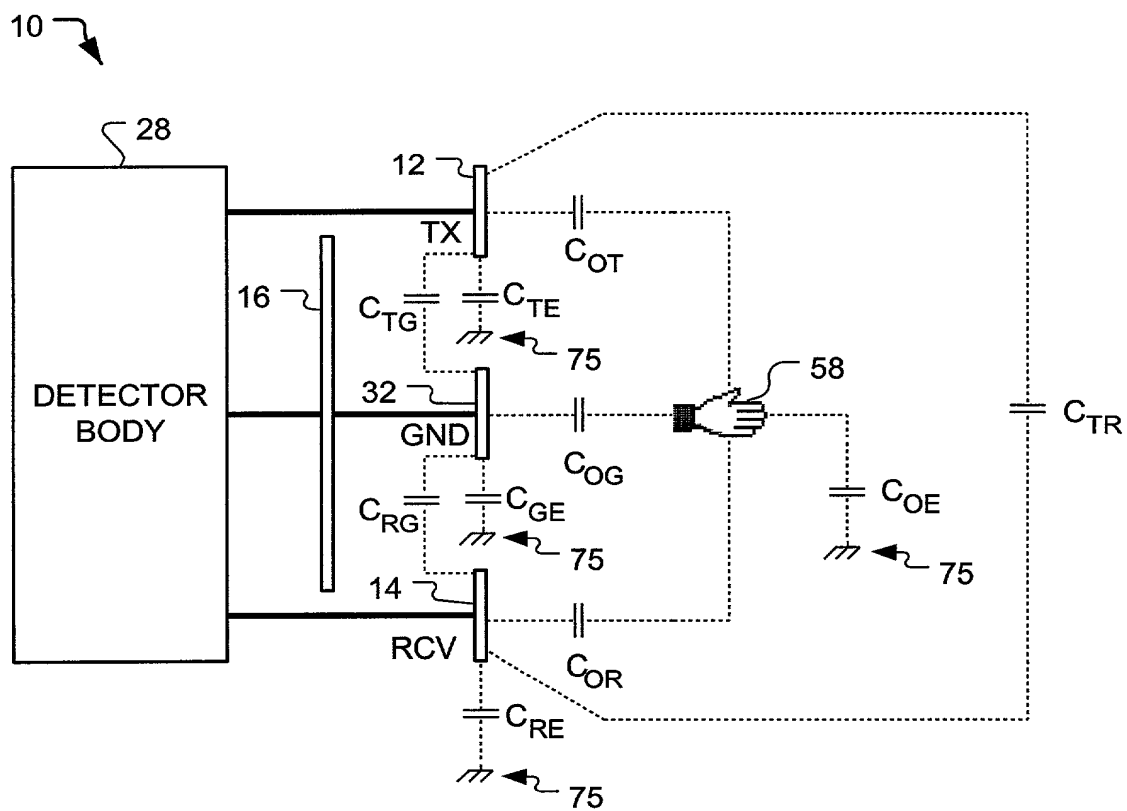 10
28
12
TX
C_OT
16
C_TG
C_TE
75
58
DETECTOR
BODY
32
GND
C_OG
C_TR
C_RG
C_GE
75
C_OE
75
14
RCV
C_OR
C_RE
75